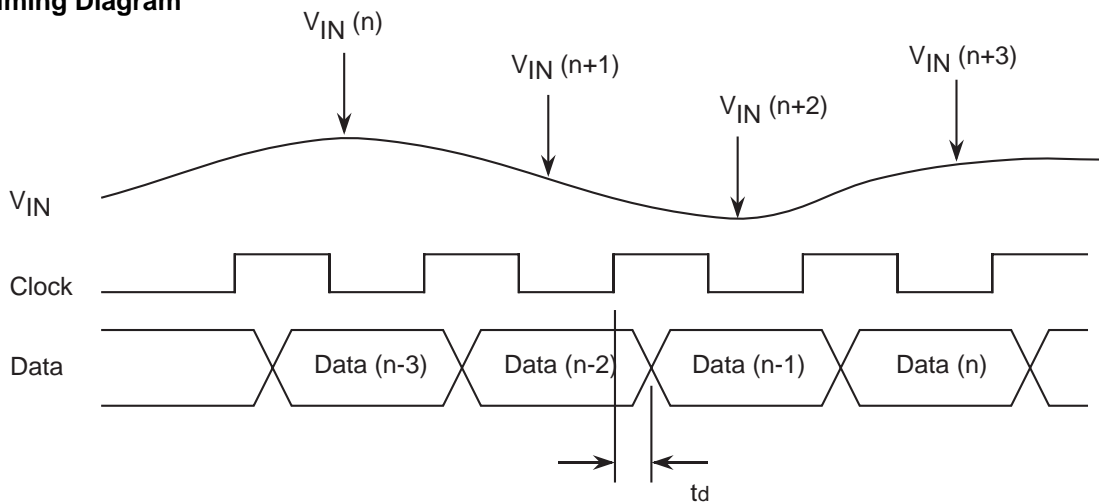 Diagram
VIN (n)
VIN (n+1)
VIN (n+2)
VIN (n+3)
VIN
Clock
Data
Data (n-3)
Data (n-2)
Data (n-1)
Data (n)
td